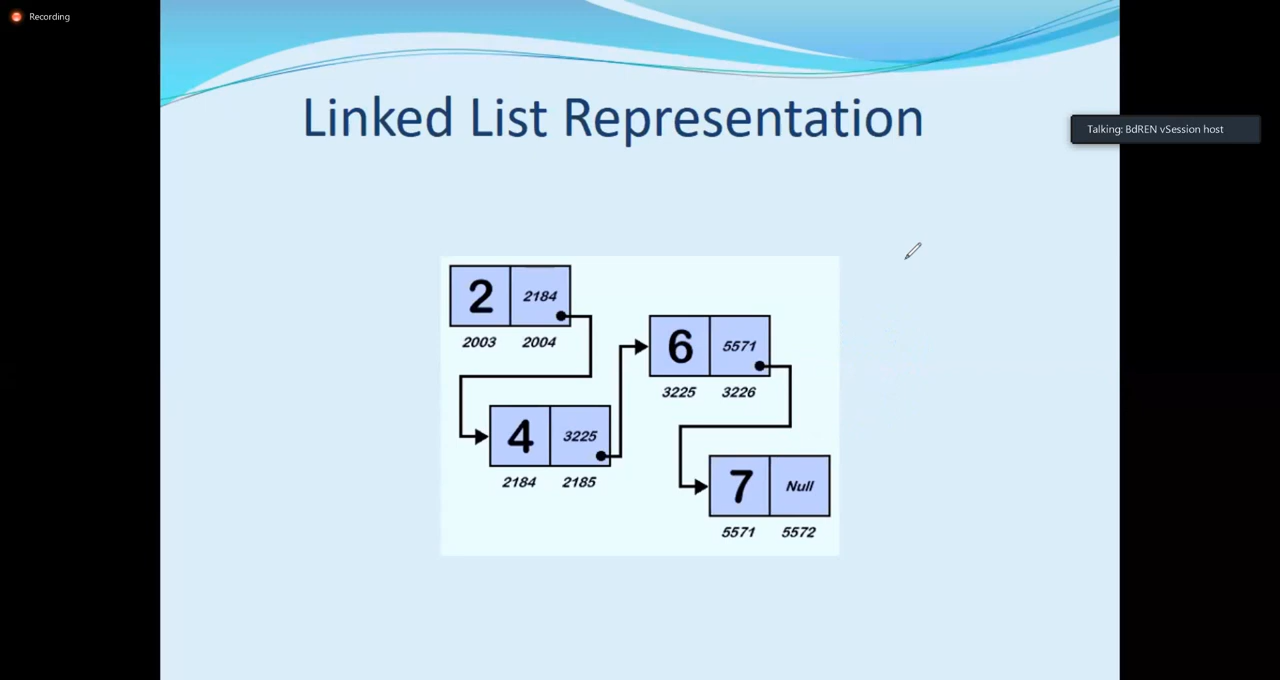 Recording
Linked List Representation
Talking: BdREN vSession host
2 2184
2003 2004
6 5571
3225 3226
4 3225
2184 2185
7 Null
5571 5572